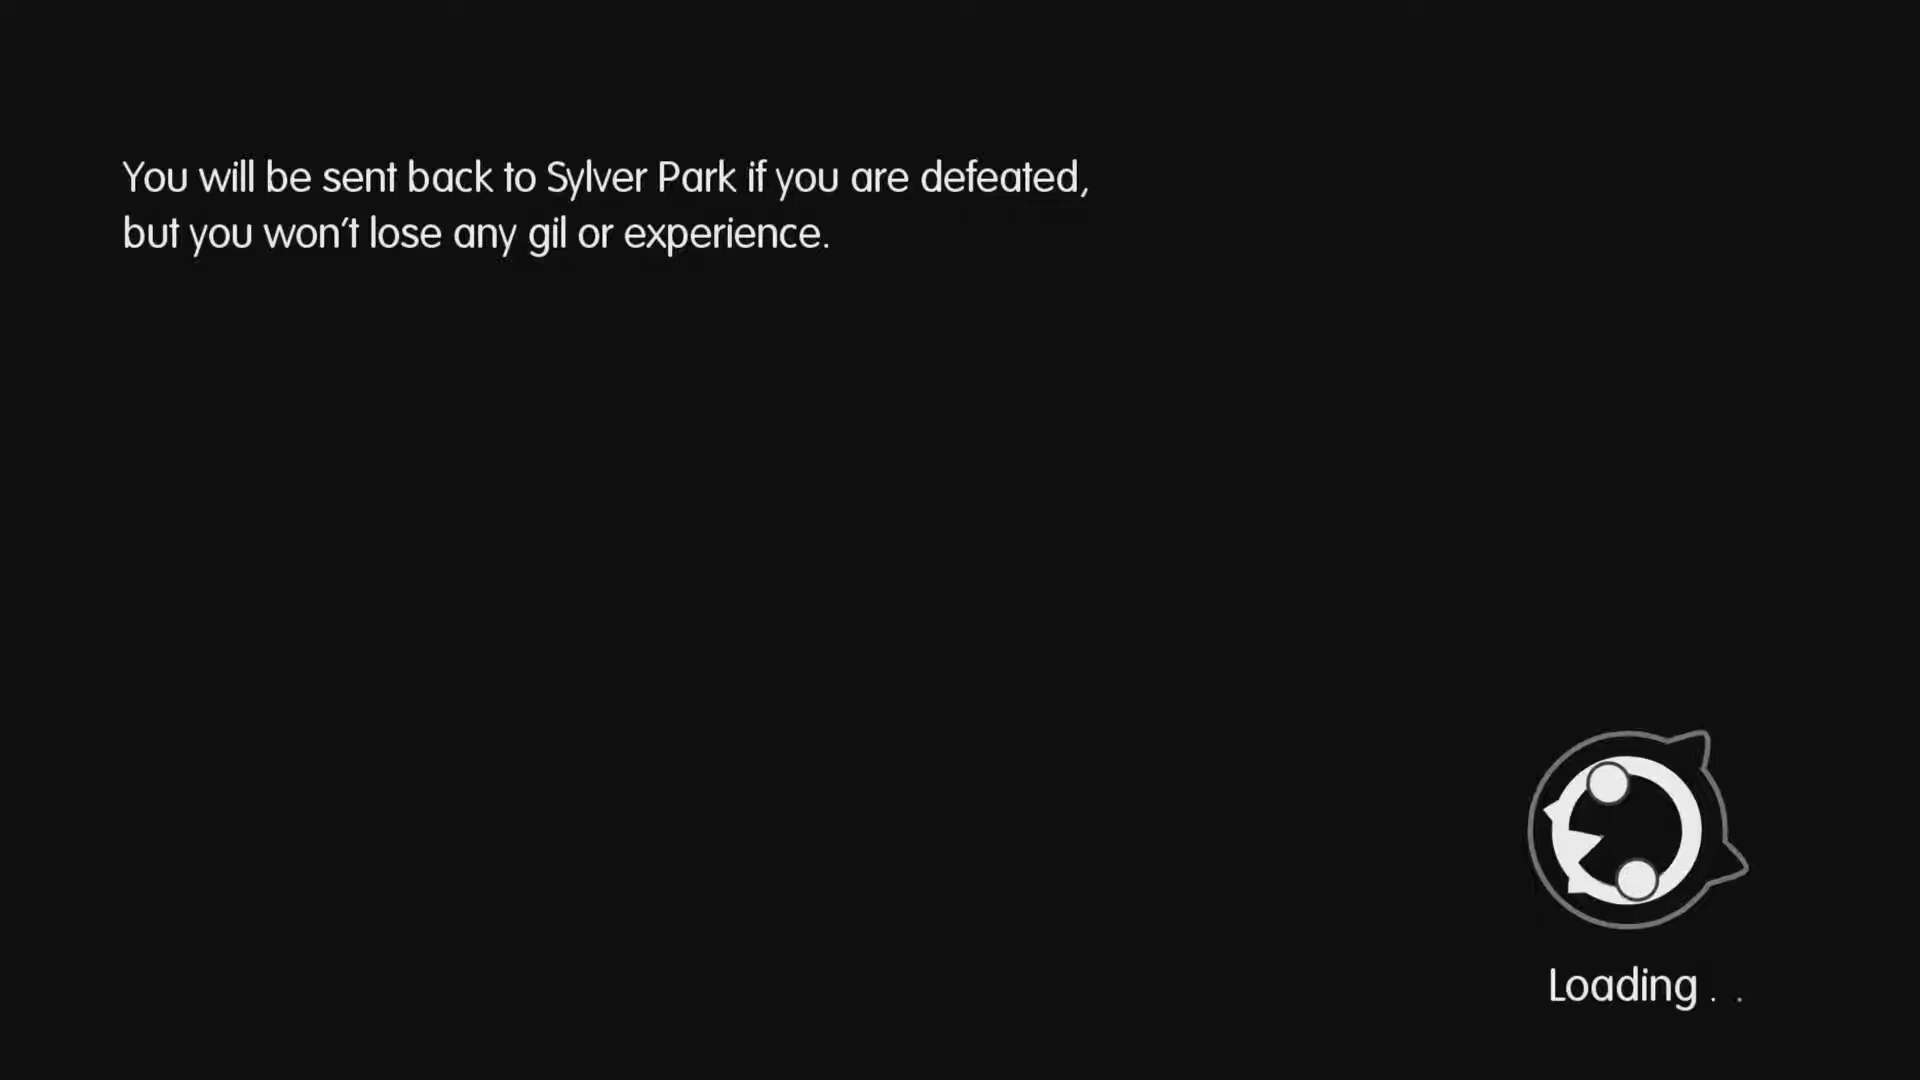 You will be sent back to Sylver Park if you are defeated,
but you won't lose any gil or experience.
Loading . .